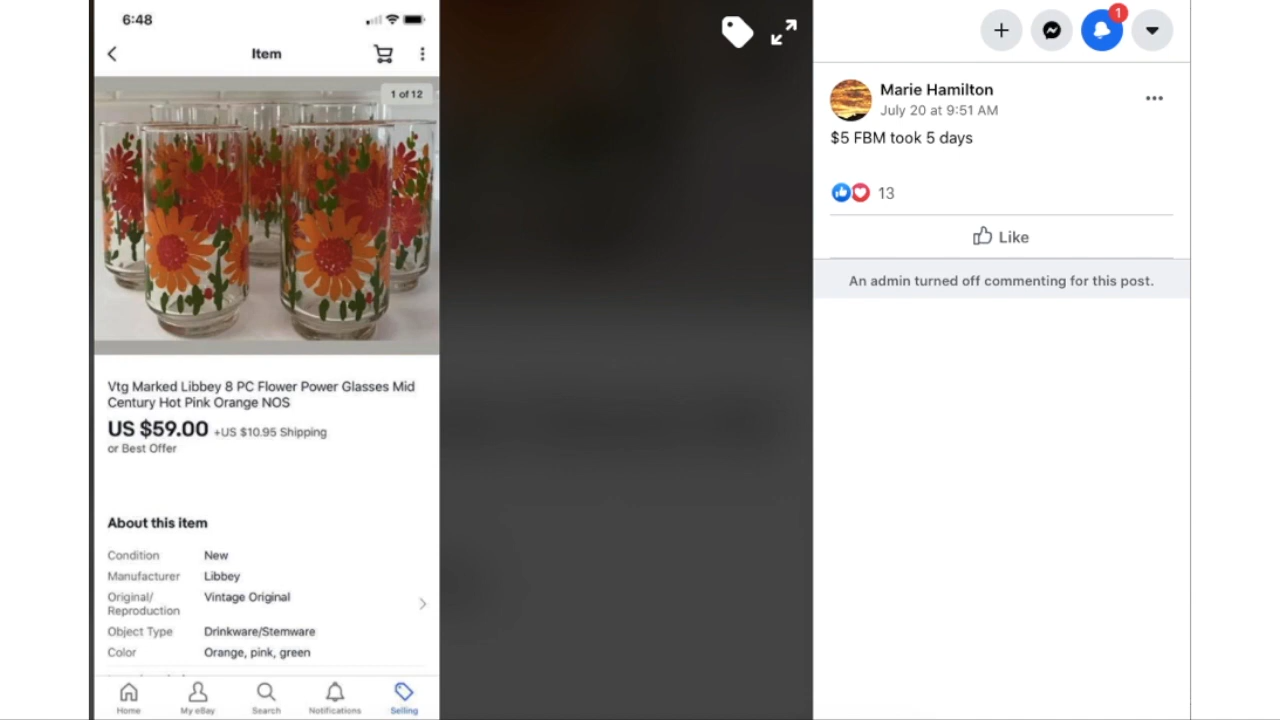 6:48
Item
1 of 12
Vtg Marked Libbey 8 PC Flower Power Glasses Mid
Century Hot Pink Orange NOS
US $59.00 +US $10.95 Shipping
or Best Offer
About this item
Condition New
Manufacturer Libbey
Original/ Vintage Original
Reproduction
Object Type Drinkware/Stemware
Color Orange, pink, green
Home My eBay Search Notifications Selling
1
Marie Hamilton
July 20 at 9:51 AM
$5 FBM took 5 days
13
Like
An admin turned off commenting for this post.